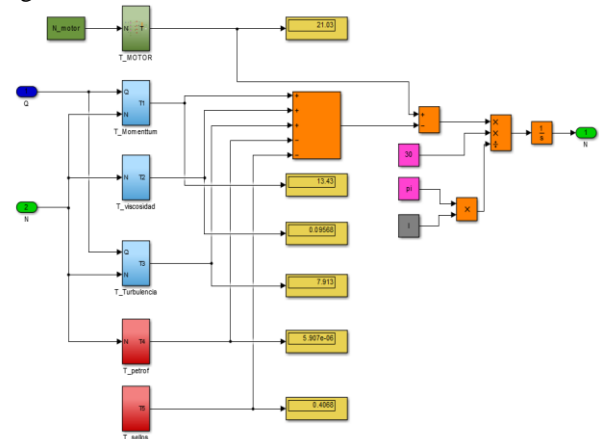 N_motor
N
T
T_MOTOR
21.03
Q
Q
N
T1
T_Momenttum
N
T2
T_viscosidad
13.43
0.09568
2
N
Q
N
T3
T_Turbulencia
7.913
N
T4
T_petrof
5.907e-06
T5
T_sellos
0.4068
+
+
+
−
−
+
−
30
pi
I
×
×
×
÷
1
s
1
N